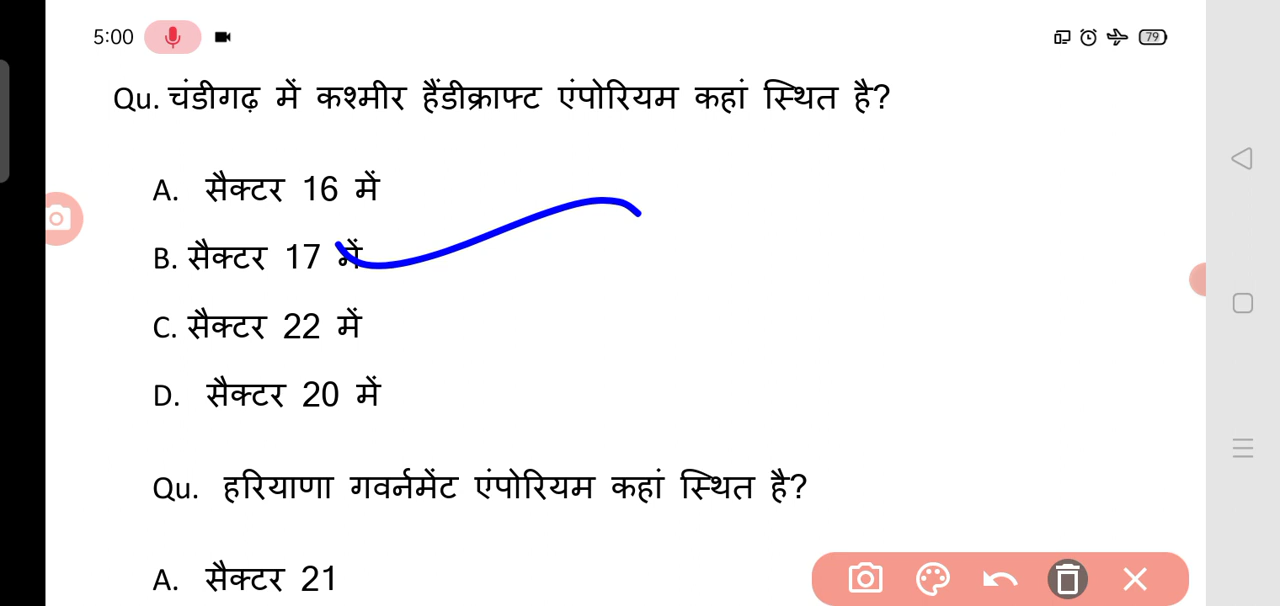 5:00
79
Qu. चंडीगढ़ में कश्मीर हैंडीक्राफ्ट एंपोरियम कहां स्थित है?
A. सैक्टर 16 में
B. सैक्टर 17 में
C. सैक्टर 22 में
D. सैक्टर 20 में
Qu. हरियाणा गवर्नमेंट एंपोरियम कहां स्थित है?
A. सैक्टर 21